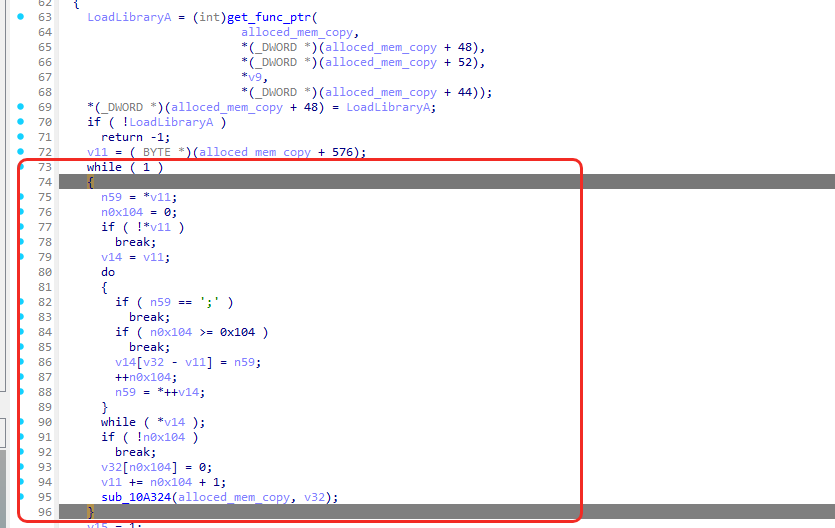 62 {
63 LoadLibraryA = (int)get_func_ptr(
64 alloced_mem_copy,
65 *(_DWORD *)(alloced_mem_copy + 48),
66 *(_DWORD *)(alloced_mem_copy + 52),
67 *v9,
68 *(_DWORD *)(alloced_mem_copy + 44));
69 *(_DWORD *)(alloced_mem_copy + 48) = LoadLibraryA;
70 if ( !LoadLibraryA )
71 return -1;
72 v11 = (_BYTE *)(alloced_mem_copy + 576);
73 while ( 1 )
74 {
75 n59 = *v11;
76 n0x104 = 0;
77 if ( !*v11 )
78 break;
79 v14 = v11;
80 do
81 {
82 if ( n59 == ';' )
83 break;
84 if ( n0x104 >= 0x104 )
85 break;
86 v14[v32 - v11] = n59;
87 ++n0x104;
88 n59 = *++v14;
89 }
90 while ( *v14 );
91 if ( !n0x104 )
92 break;
93 v32[n0x104] = 0;
94 v11 += n0x104 + 1;
95 sub_10A324(alloced_mem_copy, v32);
96 }
v15 = 1;